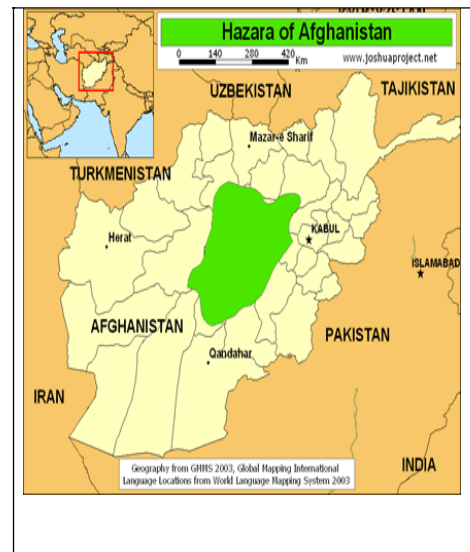 Hazara of Afghanistan
0 140 280 420 Km
www.joshuaproject.net
UZBEKISTAN
TAJIKISTAN
Mazar-e Sharif
TURKMENISTAN
KABUL
Herat
ISLAMABAD
AFGHANISTAN
PAKISTAN
Qandahar
IRAN
INDIA
Geography from GMMS 2003, Global Mapping International
Language Locations from World Language Mapping System 2003